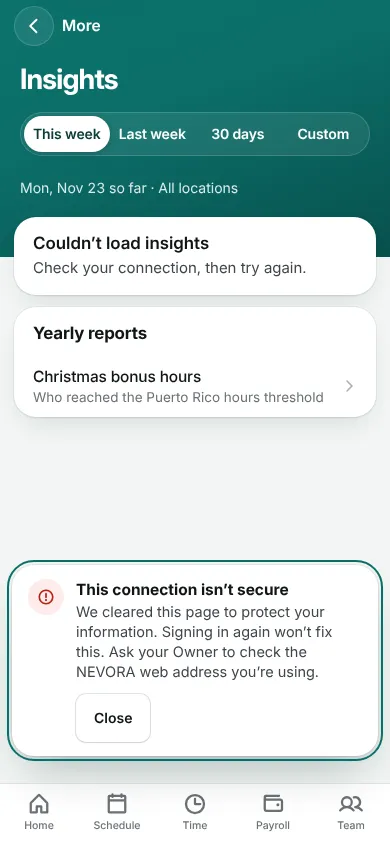 More
Insights
This week Last week 30 days Custom
Mon, Nov 23 so far · All locations
Couldn’t load insights
Check your connection, then try again.
Yearly reports
Christmas bonus hours
Who reached the Puerto Rico hours threshold
This connection isn’t secure
We cleared this page to protect your
information. Signing in again won’t fix
this. Ask your Owner to check the
NEVORA web address you’re using.
Close
Home Schedule Time Payroll Team